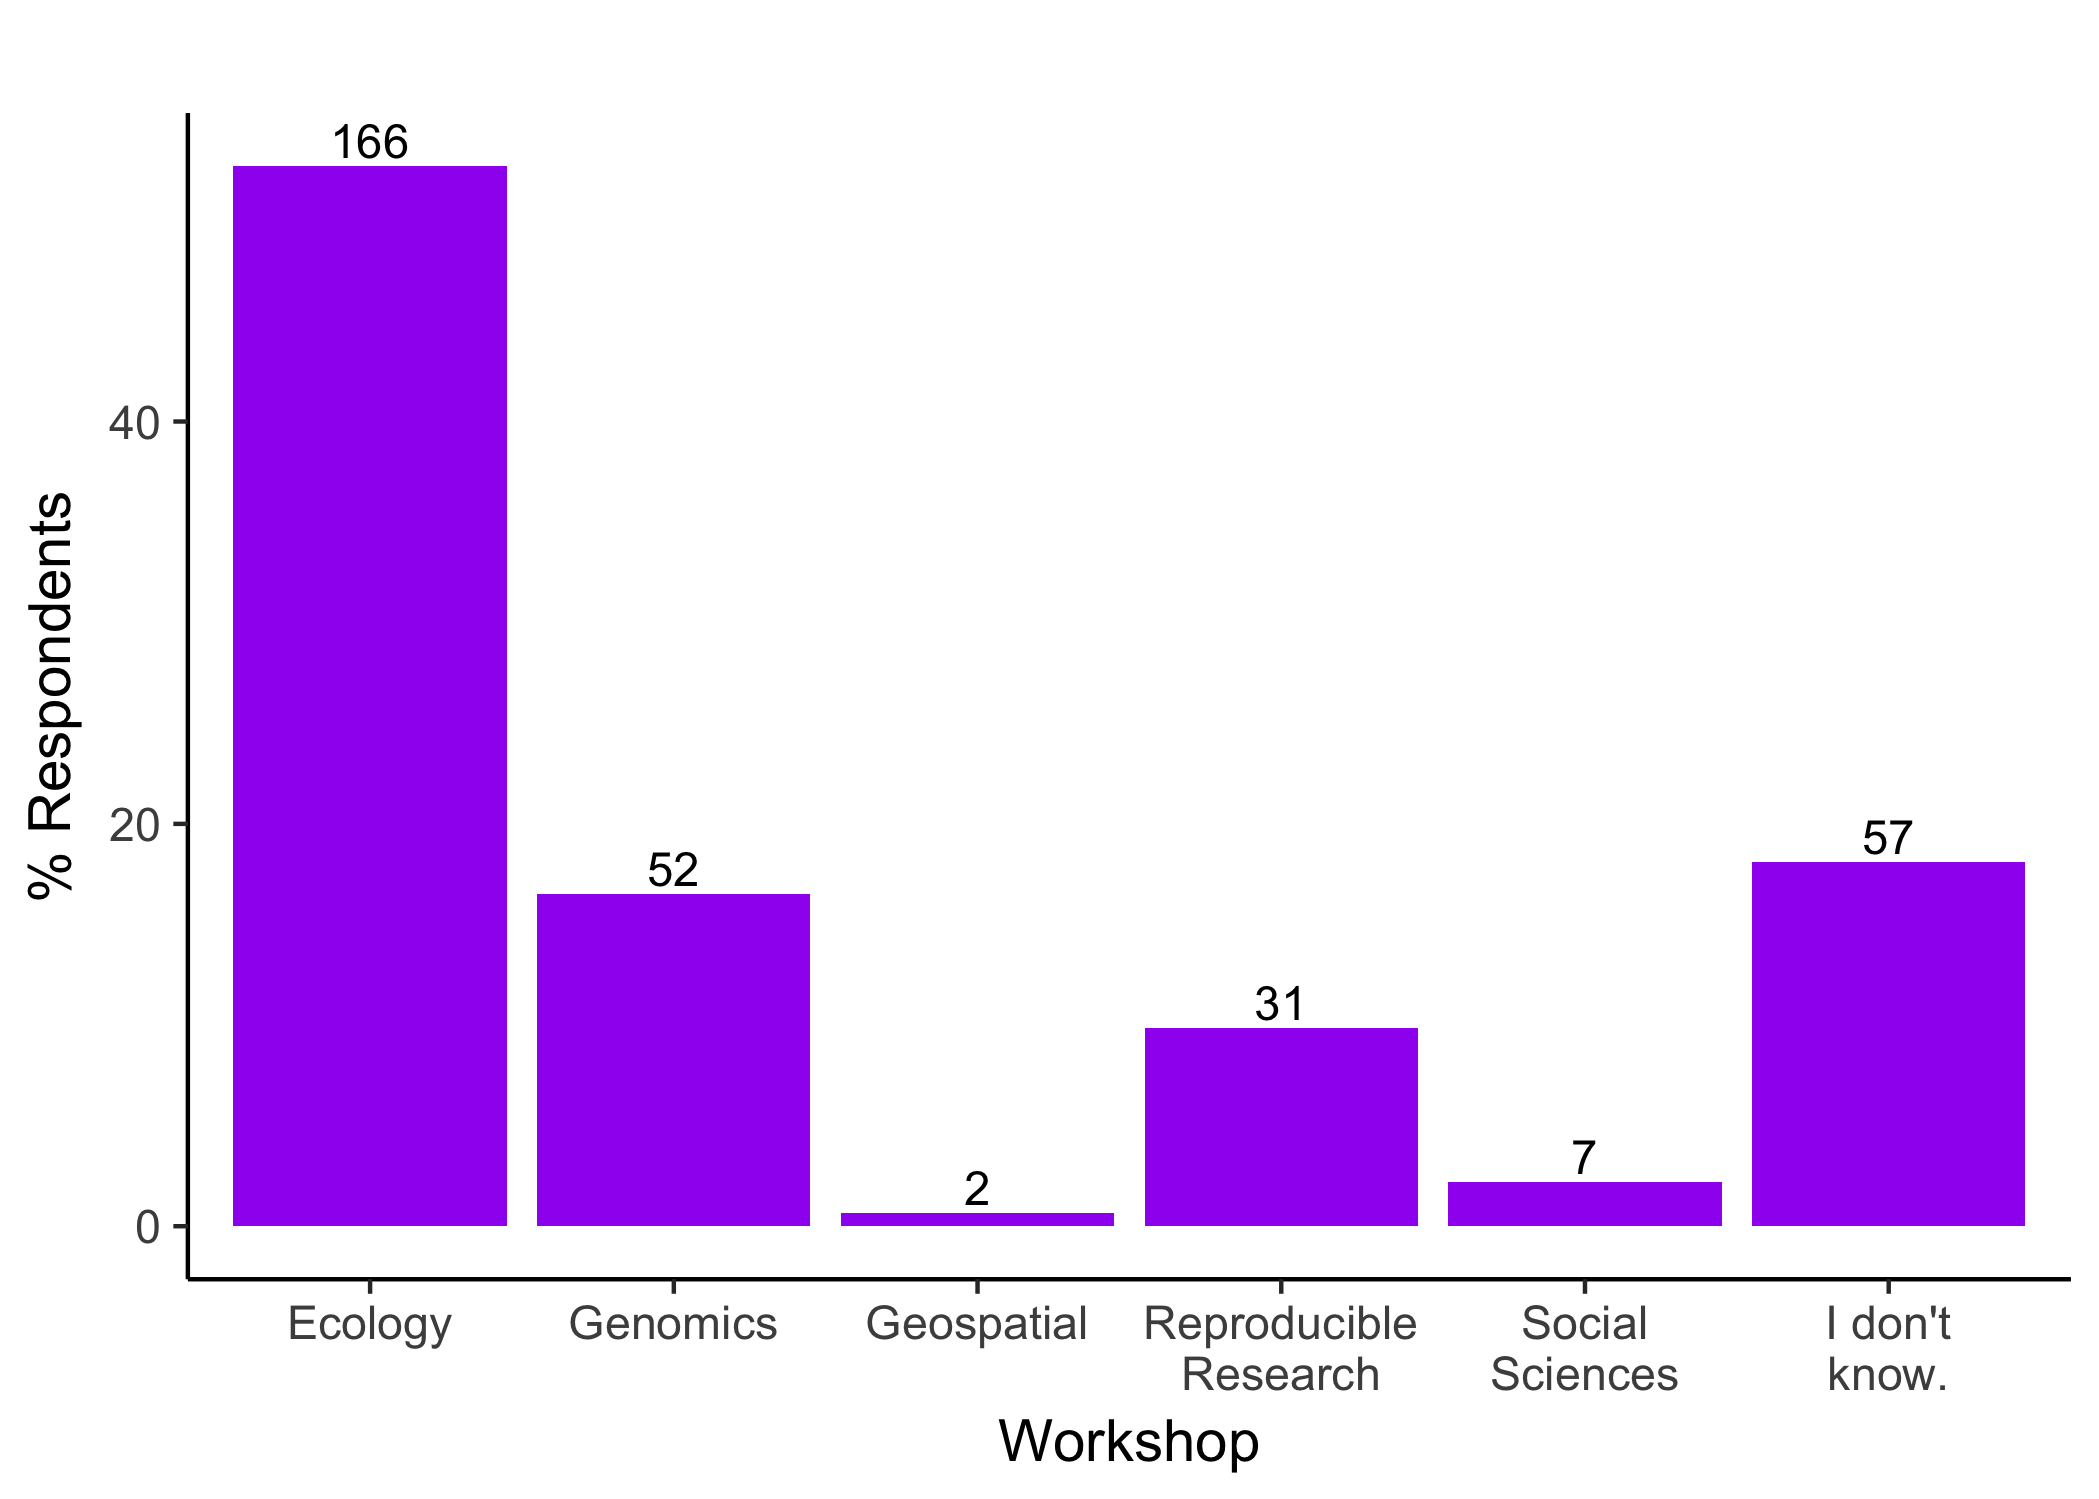 166
40
20
0
% Respondents
52
2
31
7
57
Ecology
Genomics
Geospatial
Reproducible
Research
Social
Sciences
I don't
know.
Workshop